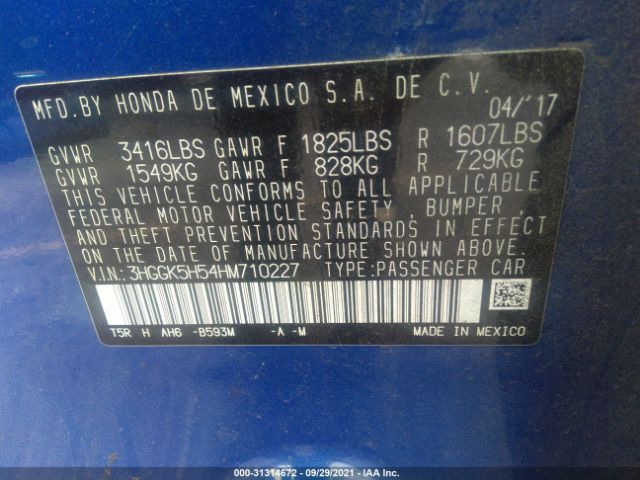 MFD.BY HONDA DE MEXICO S.A. DE C.V. 04/'17
GVWR 3416LBS GAWR F 1825LBS R 1607LBS
GVWR 1549KG GAWR F 828KG R 729KG
THIS VEHICLE CONFORMS TO ALL APPLICABLE
FEDERAL MOTOR VEHICLE SAFETY , BUMPER ,
AND THEFT PREVENTION STANDARDS IN EFFECT
ON THE DATE OF MANUFACTURE SHOWN ABOVE.
V.I.N.:3HGGK5H54HM710227 TYPE:PASSENGER CAR
T5R H AH6 -B593M -A -M MADE IN MEXICO
000-31314672 - 09/29/2021 - IAA Inc.